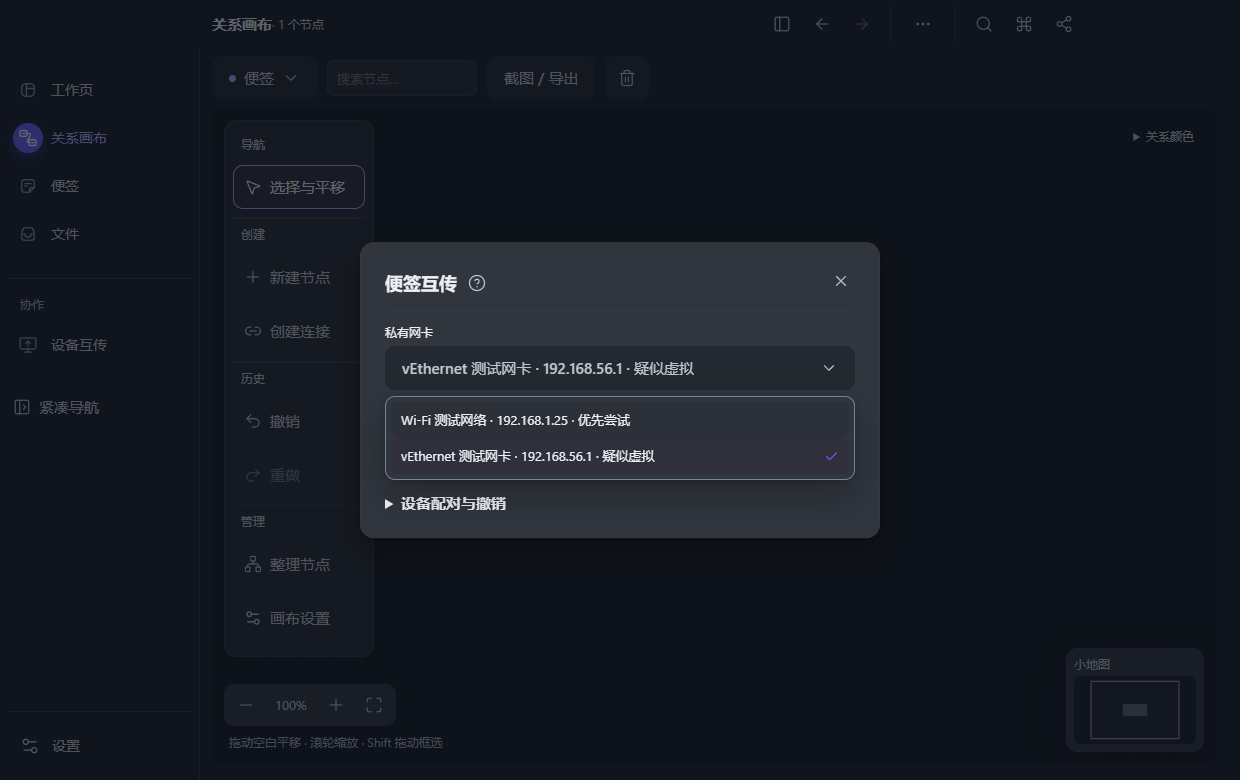 关系画布 · 1 个节点
工作页
关系画布
便签
文件
协作
设备互传
紧凑导航
设置
便签
搜索节点...
截图 / 导出
导航
选择与平移
创建
新建节点
创建连接
历史
撤销
重做
管理
整理节点
画布设置
关系颜色
便签互传
私有网卡
vEthernet 测试网卡 · 192.168.56.1 · 疑似虚拟
Wi-Fi 测试网络 · 192.168.1.25 · 优先尝试
vEthernet 测试网卡 · 192.168.56.1 · 疑似虚拟
设备配对与撤销
100%
拖动空白平移 · 滚轮缩放 · Shift 拖动框选
小地图